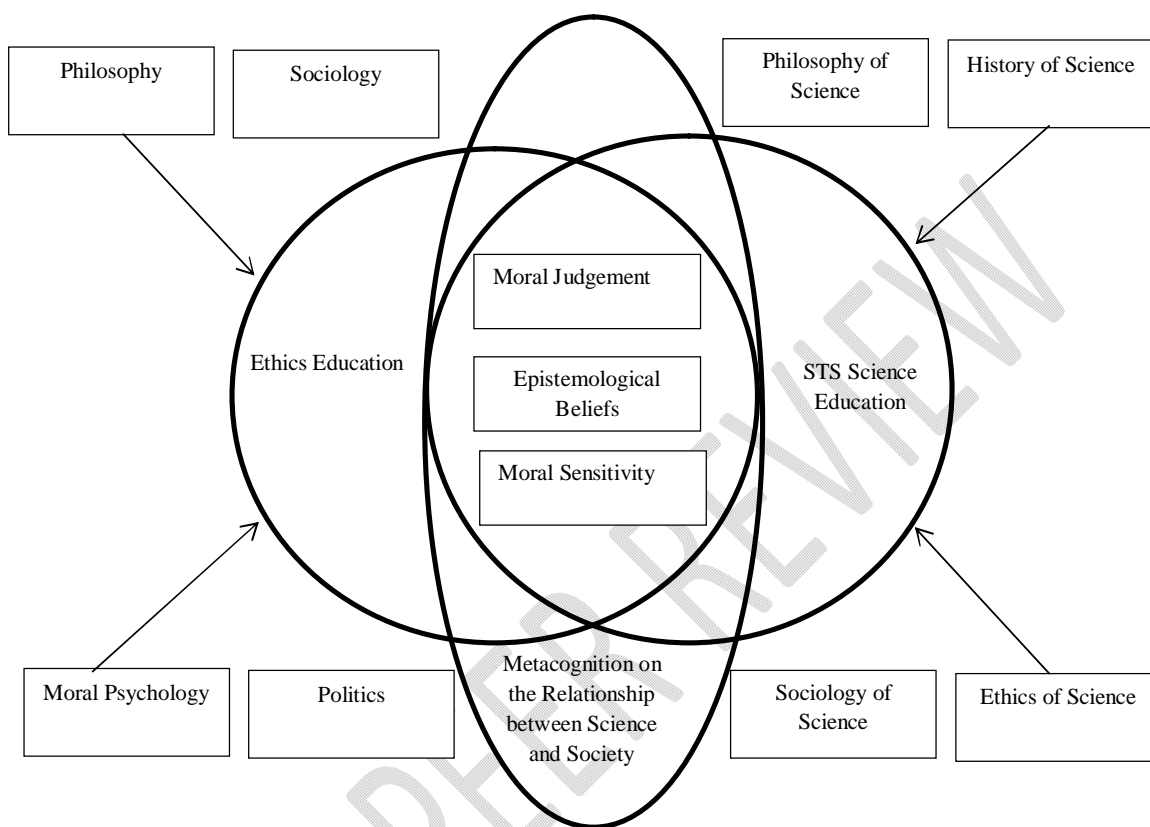 Philosophy
Sociology
Philosophy of
Science
History of Science
Moral Judgement
Ethics Education
Epistemological
Beliefs
STS Science
Education
Moral Sensitivity
Moral Psychology
Politics
Metacognition on
the Relationship
between Science
and Society
Sociology of
Science
Ethics of Science
PEER REVIEW